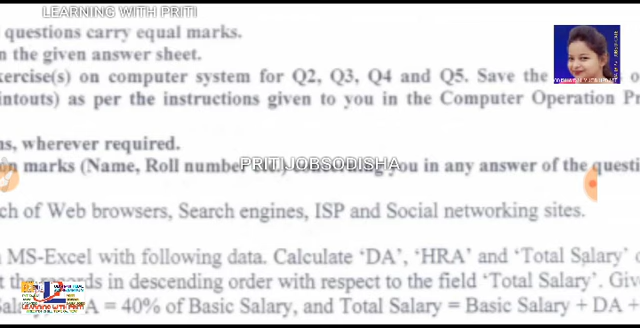 LEARNING WITH PRITI
questions carry equal marks.
n the given answer sheet.
xercise(s) on computer system for Q2, Q3, Q4 and Q5. Save the
intouts) as per the instructions given to you in the Computer Operation Pr
ns, wherever required.
on marks (Name, Roll number you in any answer of the questi
PRITIJOBSODISHA
ch of Web browsers, Search engines, ISP and Social networking sites.
MS-Excel with following data. Calculate 'DA', 'HRA' and 'Total Salary'
t the records in descending order with respect to the field 'Total Salary'. Giv
Sal A = 40% of Basic Salary, and Total Salary = Basic Salary + DA +